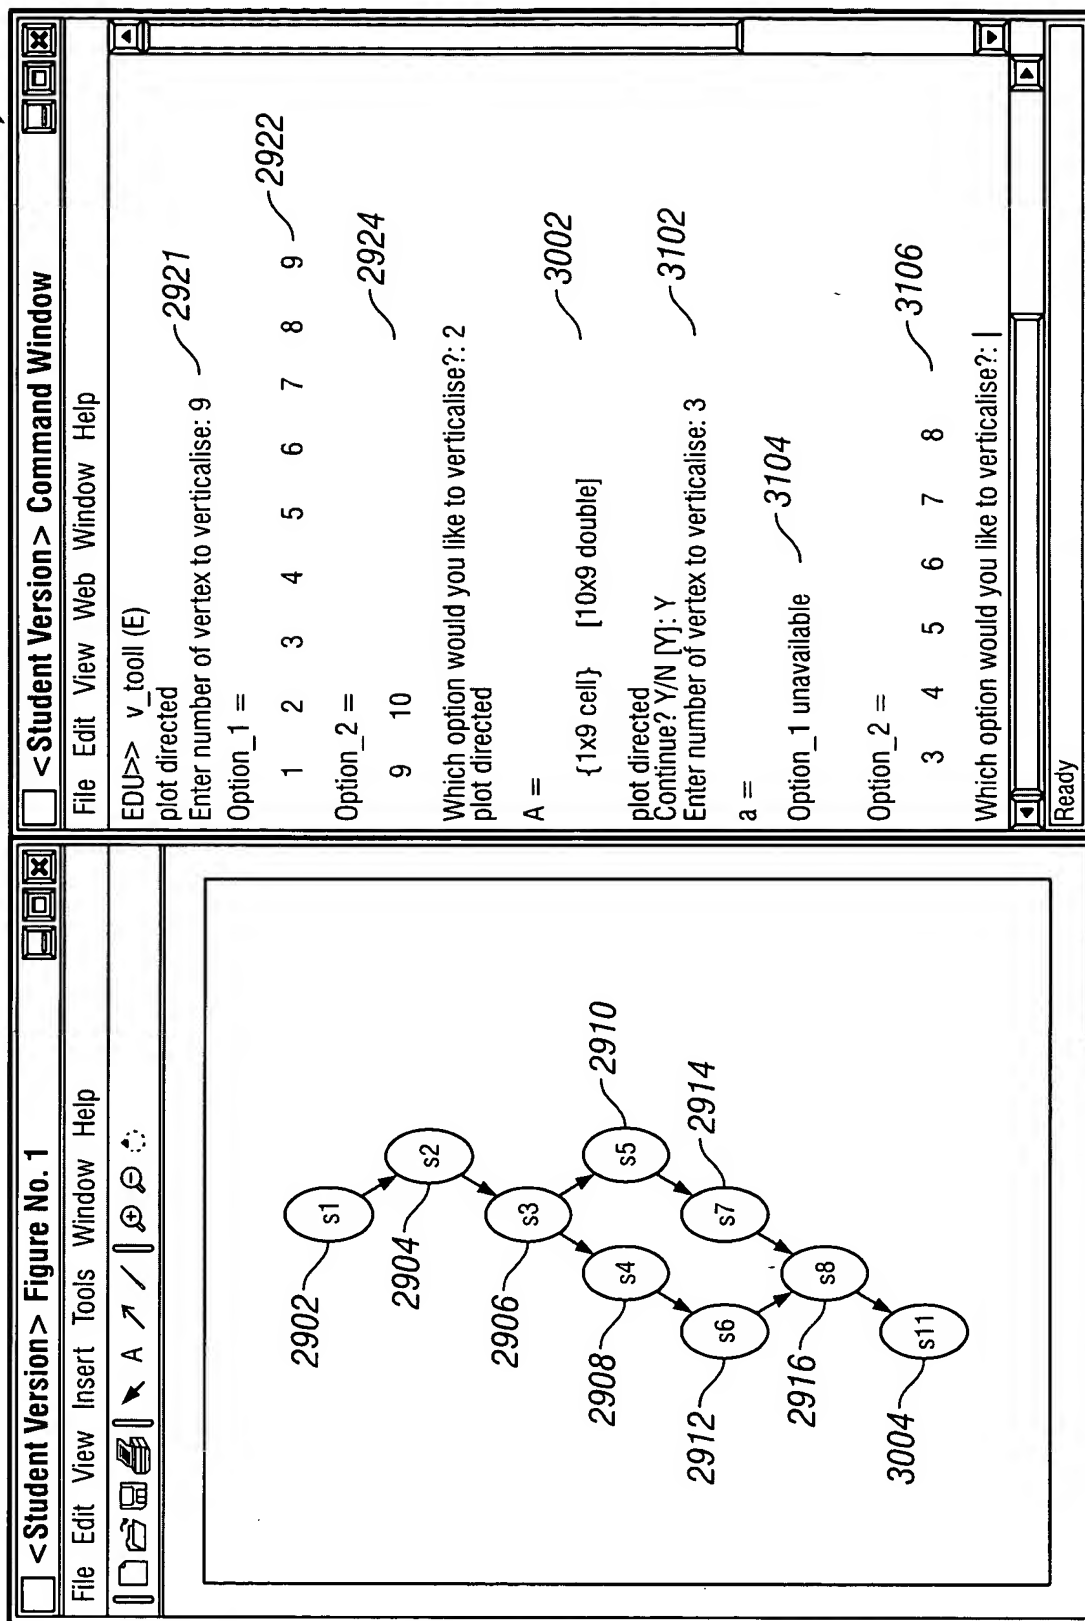 <Student Version> Figure No. 1
File Edit View Insert Tools Window Help
A
2902
s1
2904
s2
2906
s3
2908
s4
s5
2910
2912
s6
s7
2914
2916
s8
3004
s11
<Student Version> Command Window
File Edit View Web Window Help
EDU>> v_tooll (E)
plot directed
Enter number of vertex to verticalise: 9
2921
Option_1 =
1 2 3 4 5 6 7 8 9
2922
Option_2 =
9 10
2924
Which option would you like to verticalise?: 2
plot directed
A =
{1x9 cell} [10x9 double]
3002
plot directed
Continue? Y/N [Y]: Y
Enter number of vertex to verticalise: 3
3102
a =
Option_1 unavailable
3104
Option_2 =
3 4 5 6 7 8
3106
Which option would you like to verticalise?: |
Ready